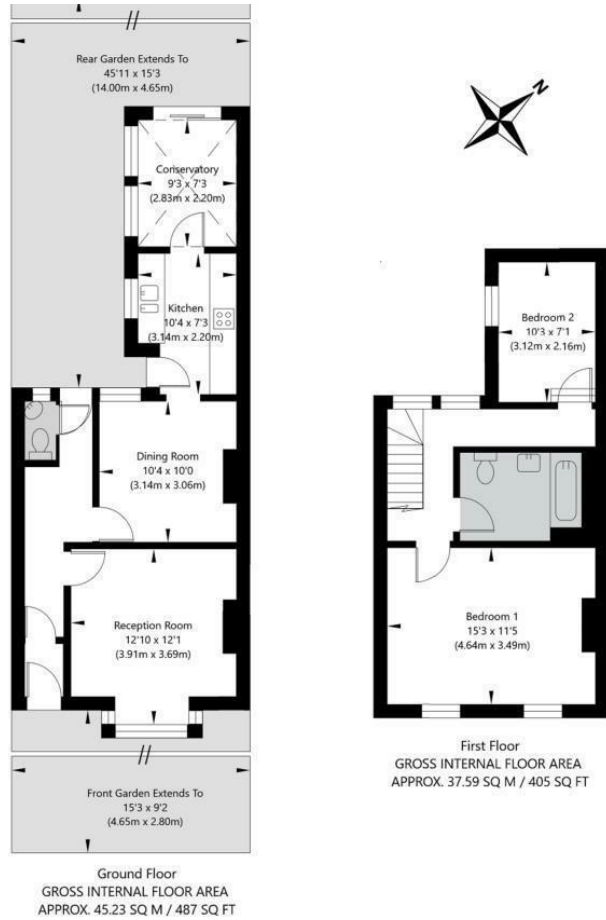 Rear Garden Extends To
45'11 x 15'3
(14.00m x 4.65m)
Conservatory
9'3 x 7'3
(2.83m x 2.20m)
Kitchen
10'4 x 7'3
(3.14m x 2.20m)
Dining Room
10'4 x 10'0
(3.14m x 3.06m)
Reception Room
12'10 x 12'1
(3.91m x 3.69m)
Front Garden Extends To
15'3 x 9'2
(4.65m x 2.80m)
Ground Floor
GROSS INTERNAL FLOOR AREA
APPROX. 45.23 SQ M / 487 SQ FT
N
Bedroom 2
10'3 x 7'1
(3.12m x 2.16m)
Bedroom 1
15'3 x 11'5
(4.64m x 3.49m)
First Floor
GROSS INTERNAL FLOOR AREA
APPROX. 37.59 SQ M / 405 SQ FT